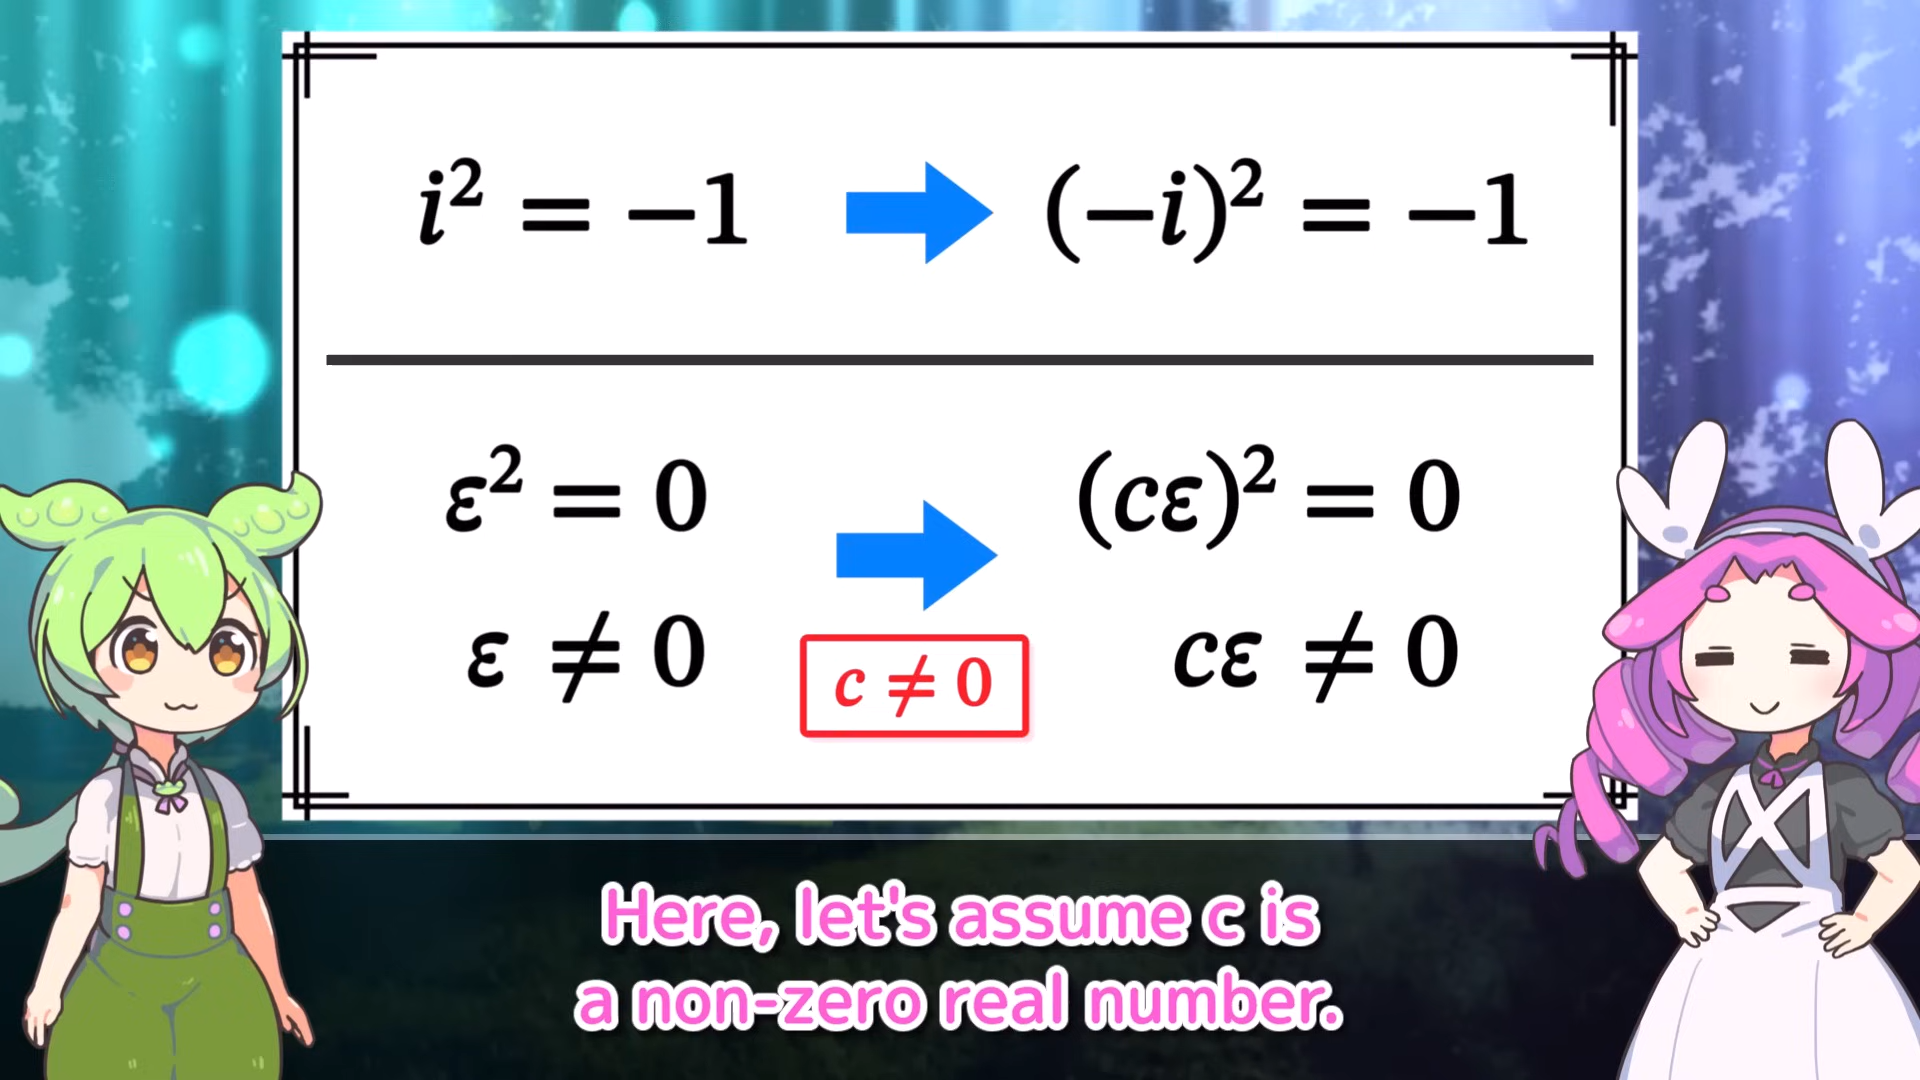 i² = −1 (−i)² = −1
ε² = 0 (cε)² = 0
ε ≠ 0 c ≠ 0 cε ≠ 0
Here, let's assume c is
a non-zero real number.